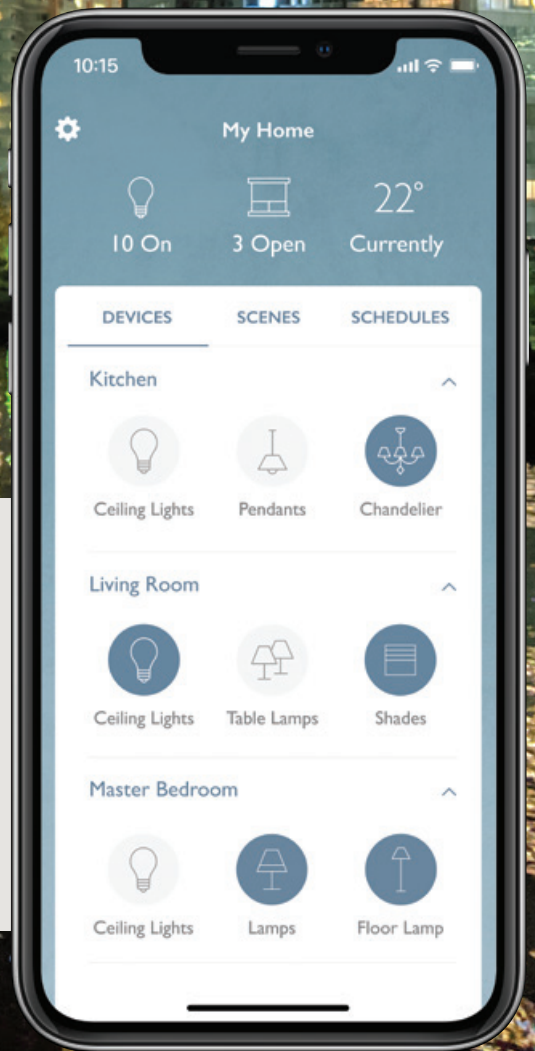 10:15
My Home
10 On
3 Open
22°
Currently
DEVICES
SCENES
SCHEDULES
Kitchen
Ceiling Lights
Pendants
Chandelier
Living Room
Ceiling Lights
Table Lamps
Shades
Master Bedroom
Ceiling Lights
Lamps
Floor Lamp